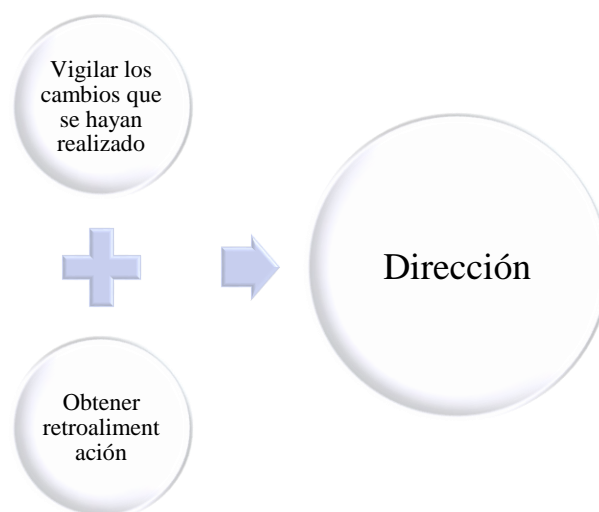 Vigilar los
cambios que
se hayan
realizado
Dirección
Obtener
retroaliment
ación